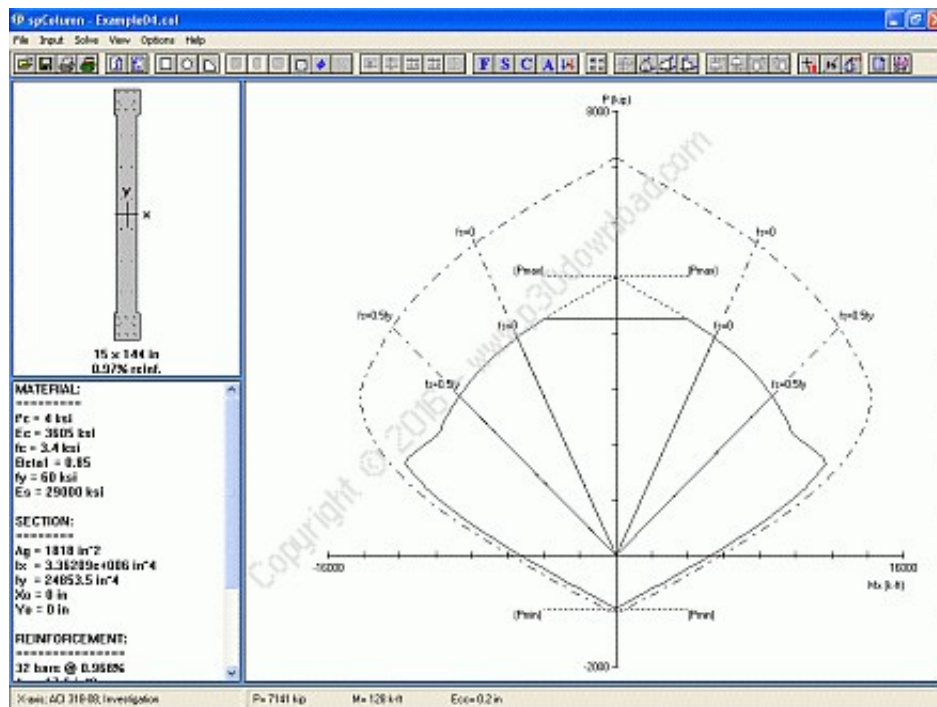 spColumn - Example04.col
File Input Solve View Options Help
F S C A
y
x
15 x 144 in
0.97% reinf.
MATERIAL:
=========
f'c = 4 ksi
Ec = 3605 ksi
fc = 3.4 ksi
Beta1 = 0.85
fy = 60 ksi
Es = 29000 ksi
SECTION:
========
Ag = 1818 in^2
Ix = 3.36209e+006 in^4
Iy = 24853.5 in^4
Xo = 0 in
Yo = 0 in
REINFORCEMENT:
==============
32 bars @ 0.968%
P (kip)
8000
fs=0
fs=0
(Pmax)
(Pmax)
fs=0.5fy
fs=0
fs=0
fs=0.5fy
fs=0.5fy
fs=0.5fy
-16000
16000
Mx (k-ft)
(Pmin)
(Pmin)
-2000
Copyright © 2016 - www.p30download.com
X-axis; ACI 318-08; Investigation
P= 7141 kip
M= 128 k-ft
Ecc= 0.2 in